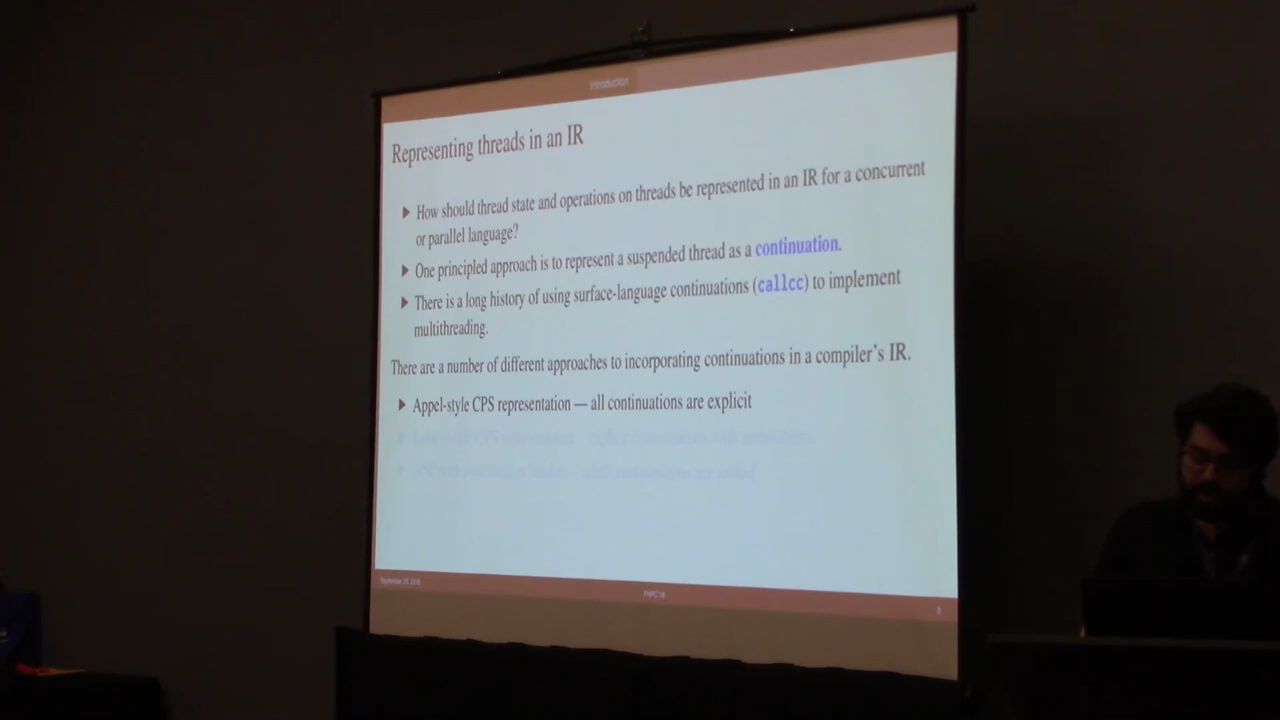 Introduction
Representing threads in an IR
▶ How should thread state and operations on threads be represented in an IR for a concurrent
or parallel language?
▶ One principled approach is to represent a suspended thread as a continuation.
▶ There is a long history of using surface-language continuations (callcc) to implement
multithreading.
There are a number of different approaches to incorporating continuations in a compiler's IR.
▶ Appel-style CPS representation — all continuations are explicit
3